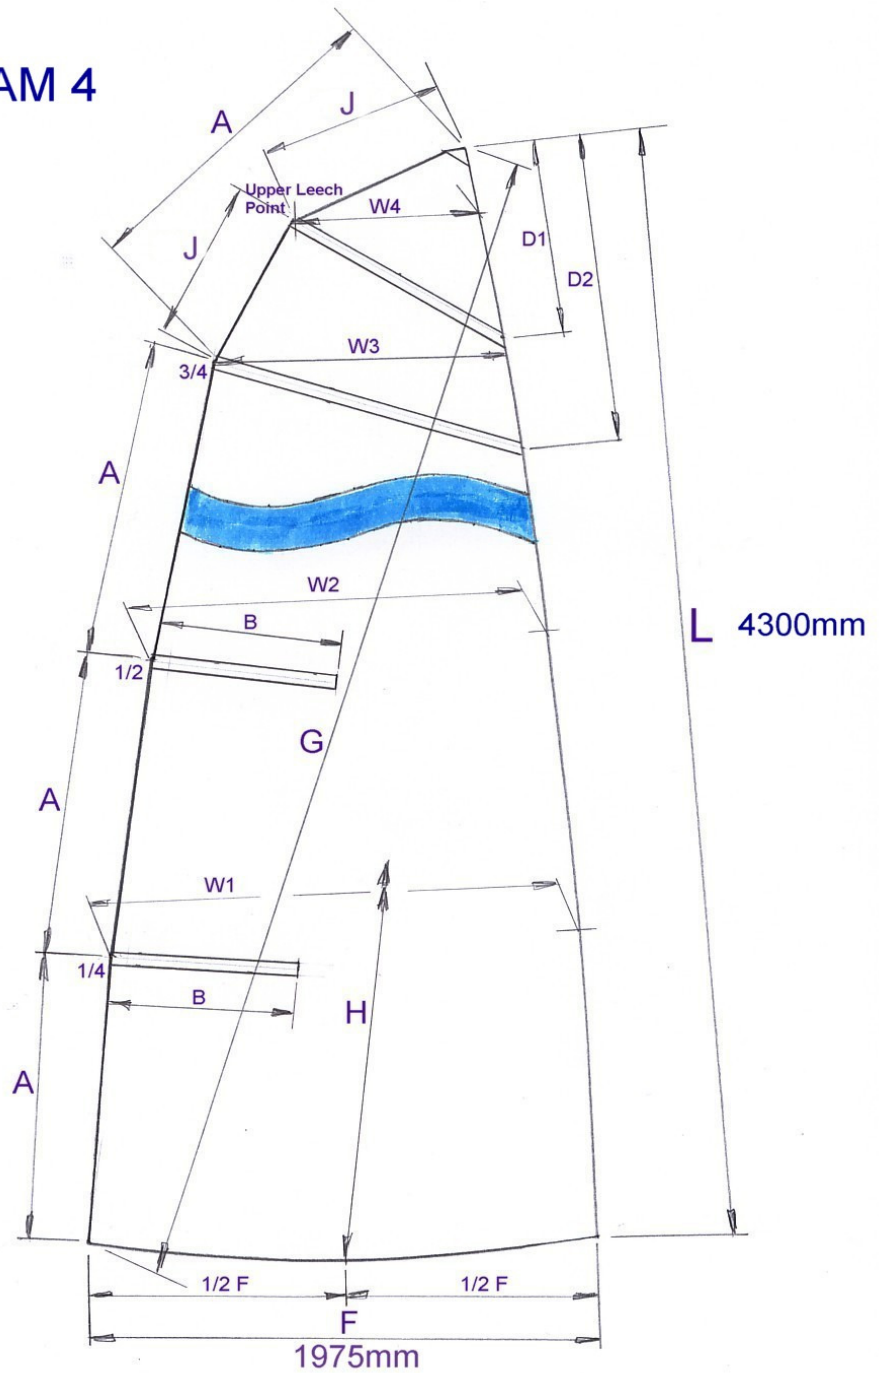 AM 4
A
J
Upper Leech
Point
W4
J
D1
D2
W3
3/4
A
W2
B
L 4300mm
1/2
G
A
W1
1/4
B
H
A
1/2 F
1/2 F
F
1975mm